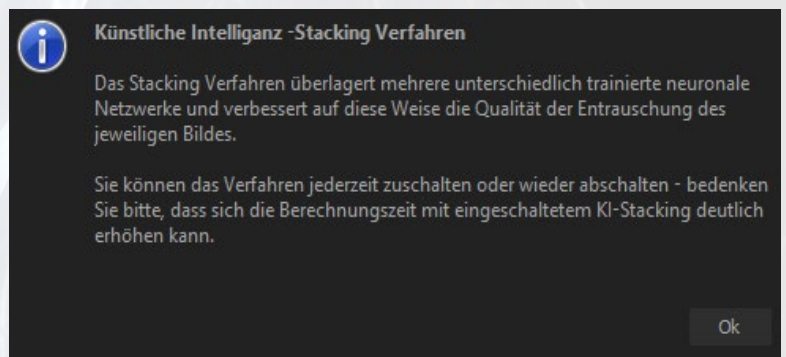 Künstliche Intelliganz -Stacking Verfahren
Das Stacking Verfahren überlagert mehrere unterschiedlich trainierte neuronale
Netzwerke und verbessert auf diese Weise die Qualität der Entrauschung des
jeweiligen Bildes.
Sie können das Verfahren jederzeit zuschalten oder wieder abschalten - bedenken
Sie bitte, dass sich die Berechnungszeit mit eingeschaltetem KI-Stacking deutlich
erhöhen kann.
Ok